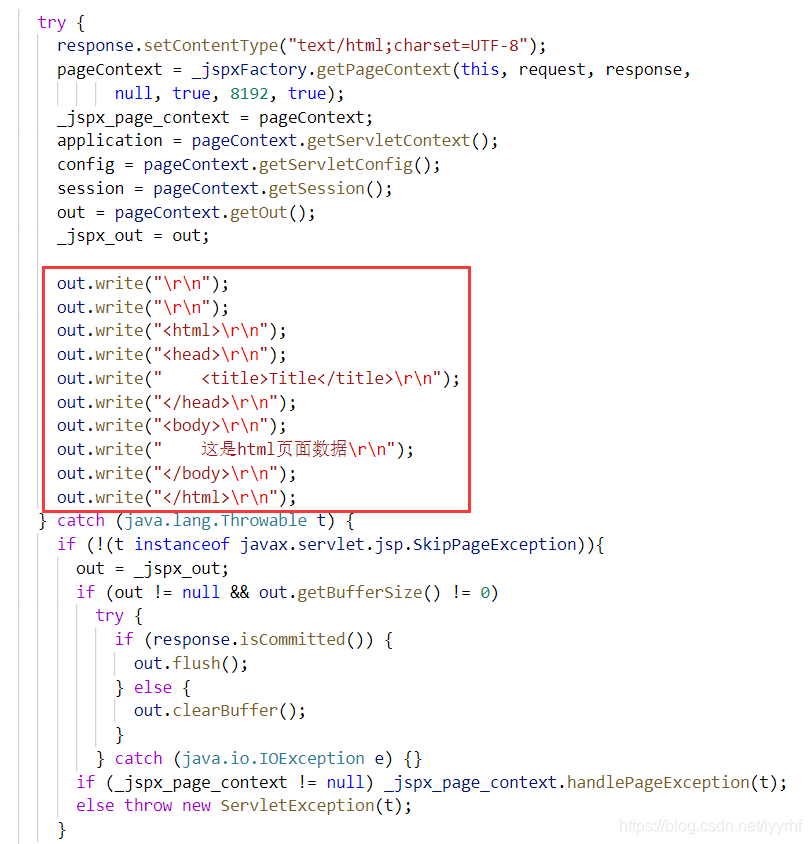 try {
response.setContentType("text/html;charset=UTF-8");
pageContext = _jspxFactory.getPageContext(this, request, response,
null, true, 8192, true);
_jspx_page_context = pageContext;
application = pageContext.getServletContext();
config = pageContext.getServletConfig();
session = pageContext.getSession();
out = pageContext.getOut();
_jspx_out = out;
out.write("\r\n");
out.write("\r\n");
out.write("<html>\r\n");
out.write("<head>\r\n");
out.write("    <title>Title</title>\r\n");
out.write("</head>\r\n");
out.write("<body>\r\n");
out.write("    这是html页面数据\r\n");
out.write("</body>\r\n");
out.write("</html>\r\n");
} catch (java.lang.Throwable t) {
if (!(t instanceof javax.servlet.jsp.SkipPageException)){
out = _jspx_out;
if (out != null && out.getBufferSize() != 0)
try {
if (response.isCommitted()) {
out.flush();
} else {
out.clearBuffer();
}
} catch (java.io.IOException e) {}
if (_jspx_page_context != null) _jspx_page_context.handlePageException(t);
else throw new ServletException(t);
}
https://blog.csdn.net/lyyrhf